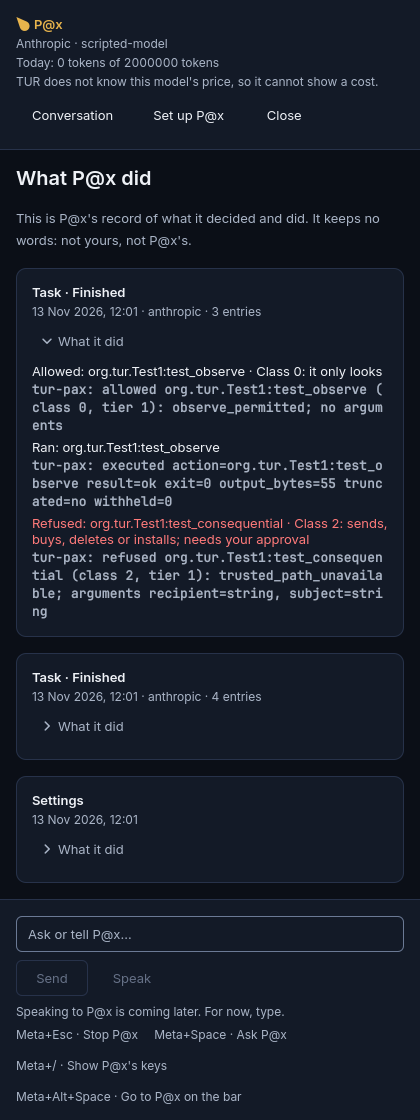 P@x
Anthropic · scripted-model
Today: 0 tokens of 2000000 tokens
TUR does not know this model's price, so it cannot show a cost.
Conversation Set up P@x Close
What P@x did
This is P@x's record of what it decided and did. It keeps no
words: not yours, not P@x's.
Task · Finished
13 Nov 2026, 12:01 · anthropic · 3 entries
What it did
Allowed: org.tur.Test1:test_observe · Class 0: it only looks
tur-pax: allowed org.tur.Test1:test_observe (
class 0, tier 1): observe_permitted; no argum
ents
Ran: org.tur.Test1:test_observe
tur-pax: executed action=org.tur.Test1:test_o
bserve result=ok exit=0 output_bytes=55 trunc
ated=no withheld=0
Refused: org.tur.Test1:test_consequential · Class 2: sends,
buys, deletes or installs; needs your approval
tur-pax: refused org.tur.Test1:test_consequen
tial (class 2, tier 1): trusted_path_unavaila
ble; arguments recipient=string, subject=stri
ng
Task · Finished
13 Nov 2026, 12:01 · anthropic · 4 entries
What it did
Settings
13 Nov 2026, 12:01
What it did
Ask or tell P@x...
Send Speak
Speaking to P@x is coming later. For now, type.
Meta+Esc · Stop P@x Meta+Space · Ask P@x
Meta+/ · Show P@x's keys
Meta+Alt+Space · Go to P@x on the bar